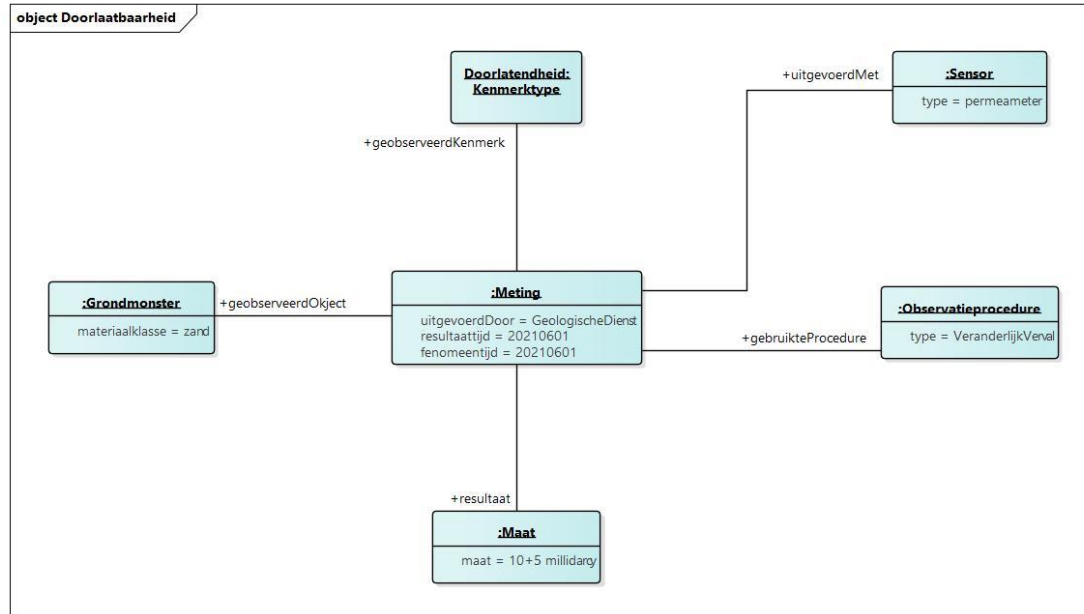 object Doorlaatbaarheid
Doorlatendheid:
Kenmerktype
+geobserveerdKenmerk
+uitgevoerdMet
:Sensor
type = permeameter
:Grondmonster
materiaalklasse = zand
+geobserveerdOkject
:Meting
uitgevoerdDoor = GeologischeDienst
resultaattijd = 20210601
fenomeentijd = 20210601
+gebruikteProcedure
:Observatieprocedure
type = VeranderlijkVerval
+resultaat
:Maat
maat = 10+5 millidarcy